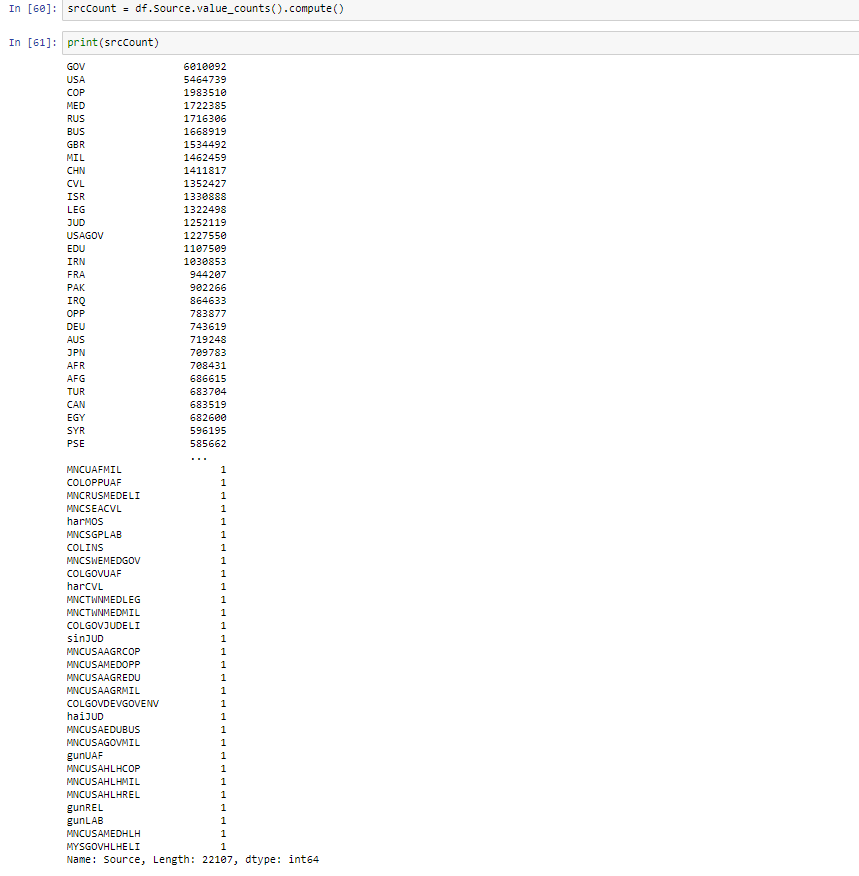 In [60]: srcCount = df.Source.value_counts().compute()
In [61]: print(srcCount)
GOV 6010092
USA 5464739
COP 1983510
MED 1722385
RUS 1716306
BUS 1668919
GBR 1534492
MIL 1462459
CHN 1411817
CVL 1352427
ISR 1330888
LEG 1322498
JUD 1252119
USAGOV 1227550
EDU 1107509
IRN 1030853
FRA 944207
PAK 902266
IRQ 864633
OPP 783877
DEU 743619
AUS 719248
JPN 709783
AFR 708431
AFG 686615
TUR 683704
CAN 683519
EGY 682600
SYR 596195
PSE 585662
...
MNCUAFMIL 1
COLOPPUAF 1
MNCRUSMEDELI 1
MNCSEACVL 1
harMOS 1
MNCSGPLAB 1
COLINS 1
MNCSWEMEDGOV 1
COLGOVUAF 1
harCVL 1
MNCTWNMEDLEG 1
MNCTWNMEDMIL 1
COLGOVJUDELI 1
sinJUD 1
MNCUSAAGRCOP 1
MNCUSAMEDOPP 1
MNCUSAAGREDU 1
MNCUSAAGRMIL 1
COLGOVDEVGOVENV 1
haiJUD 1
MNCUSAEDUBUS 1
MNCUSAGOVMIL 1
gunUAF 1
MNCUSAHLHCOP 1
MNCUSAHLHMIL 1
MNCUSAHLHREL 1
gunREL 1
gunLAB 1
MNCUSAMEDHLH 1
MYSGOVHLHELI 1
Name: Source, Length: 22107, dtype: int64